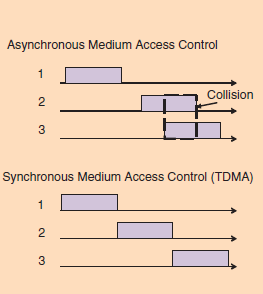 Asynchronous Medium Access Control
1
Collision
2
3
Synchronous Medium Access Control (TDMA)
1
2
3